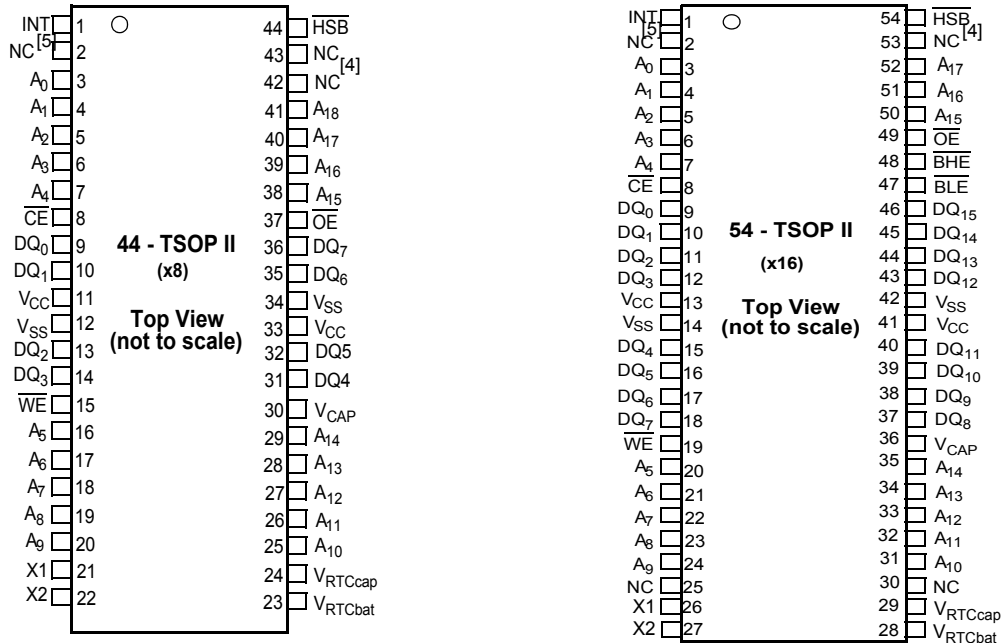 INT 1 44 HSB
[5]
NC 2 43 NC
[4]
A0 3 42 NC
A1 4 41 A18
A2 5 40 A17
A3 6 39 A16
A4 7 38 A15
CE 8 37 OE
DQ0 9 36 DQ7
DQ1 10 35 DQ6
VCC 11 34 VSS
VSS 12 33 VCC
DQ2 13 32 DQ5
DQ3 14 31 DQ4
WE 15 30 VCAP
A5 16 29 A14
A6 17 28 A13
A7 18 27 A12
A8 19 26 A11
A9 20 25 A10
X1 21 24 VRTCcap
X2 22 23 VRTCbat
44 - TSOP II
(x8)
Top View
(not to scale)
INT 1 54 HSB
[5] [4]
NC 2 53 NC
A0 3 52 A17
A1 4 51 A16
A2 5 50 A15
A3 6 49 OE
A4 7 48 BHE
CE 8 47 BLE
DQ0 9 46 DQ15
DQ1 10 45 DQ14
DQ2 11 44 DQ13
DQ3 12 43 DQ12
VCC 13 42 VSS
VSS 14 41 VCC
DQ4 15 40 DQ11
DQ5 16 39 DQ10
DQ6 17 38 DQ9
DQ7 18 37 DQ8
WE 19 36 VCAP
A5 20 35 A14
A6 21 34 A13
A7 22 33 A12
A8 23 32 A11
A9 24 31 A10
NC 25 30 NC
X1 26 29 VRTCcap
X2 27 28 VRTCbat
54 - TSOP II
(x16)
Top View
(not to scale)